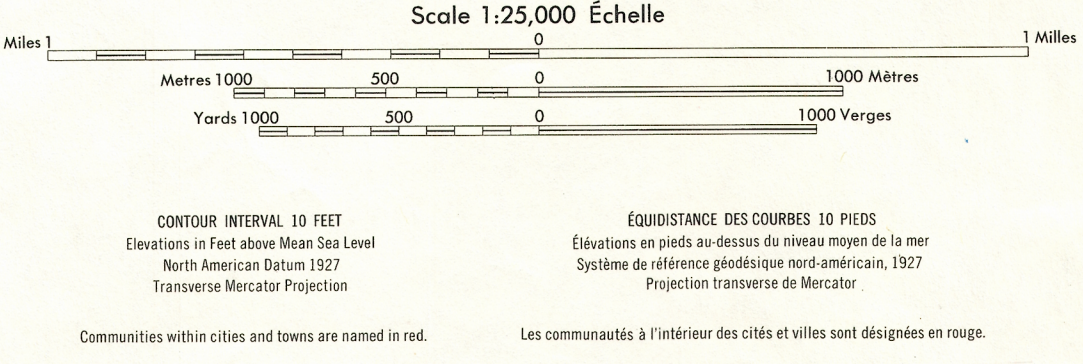 Scale 1:25,000 Échelle
Miles 1 0 1 Milles
Metres 1000 500 0 1000 Mètres
Yards 1000 500 0 1000 Verges
CONTOUR INTERVAL 10 FEET
Elevations in Feet above Mean Sea Level
North American Datum 1927
Transverse Mercator Projection
Communities within cities and towns are named in red.
ÉQUIDISTANCE DES COURBES 10 PIEDS
Élévations en pieds au-dessus du niveau moyen de la mer
Système de référence géodésique nord-américain, 1927
Projection transverse de Mercator
Les communautés à l'intérieur des cités et villes sont désignées en rouge.